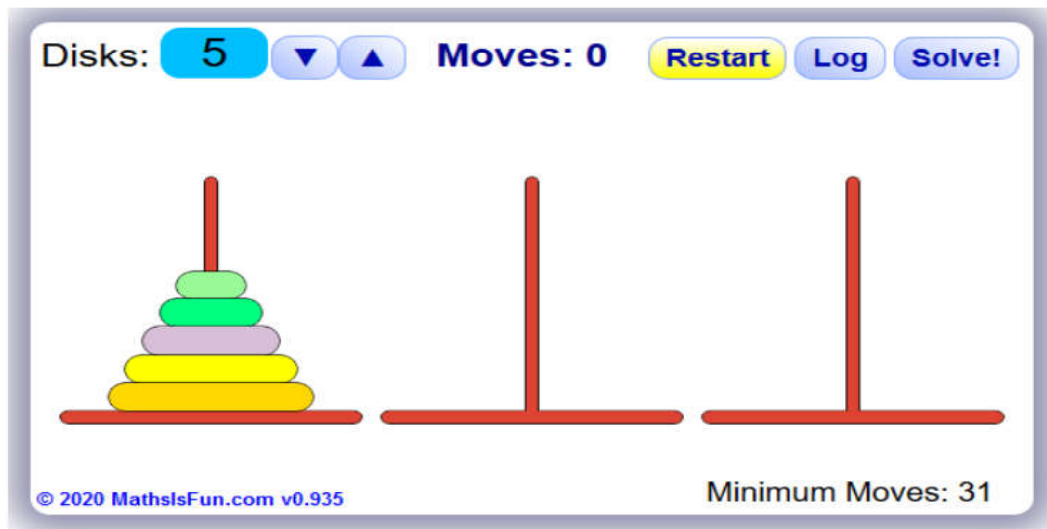 Disks: 5 ▼ ▲ Moves: 0 Restart Log Solve!
© 2020 MathsIsFun.com v0.935
Minimum Moves: 31